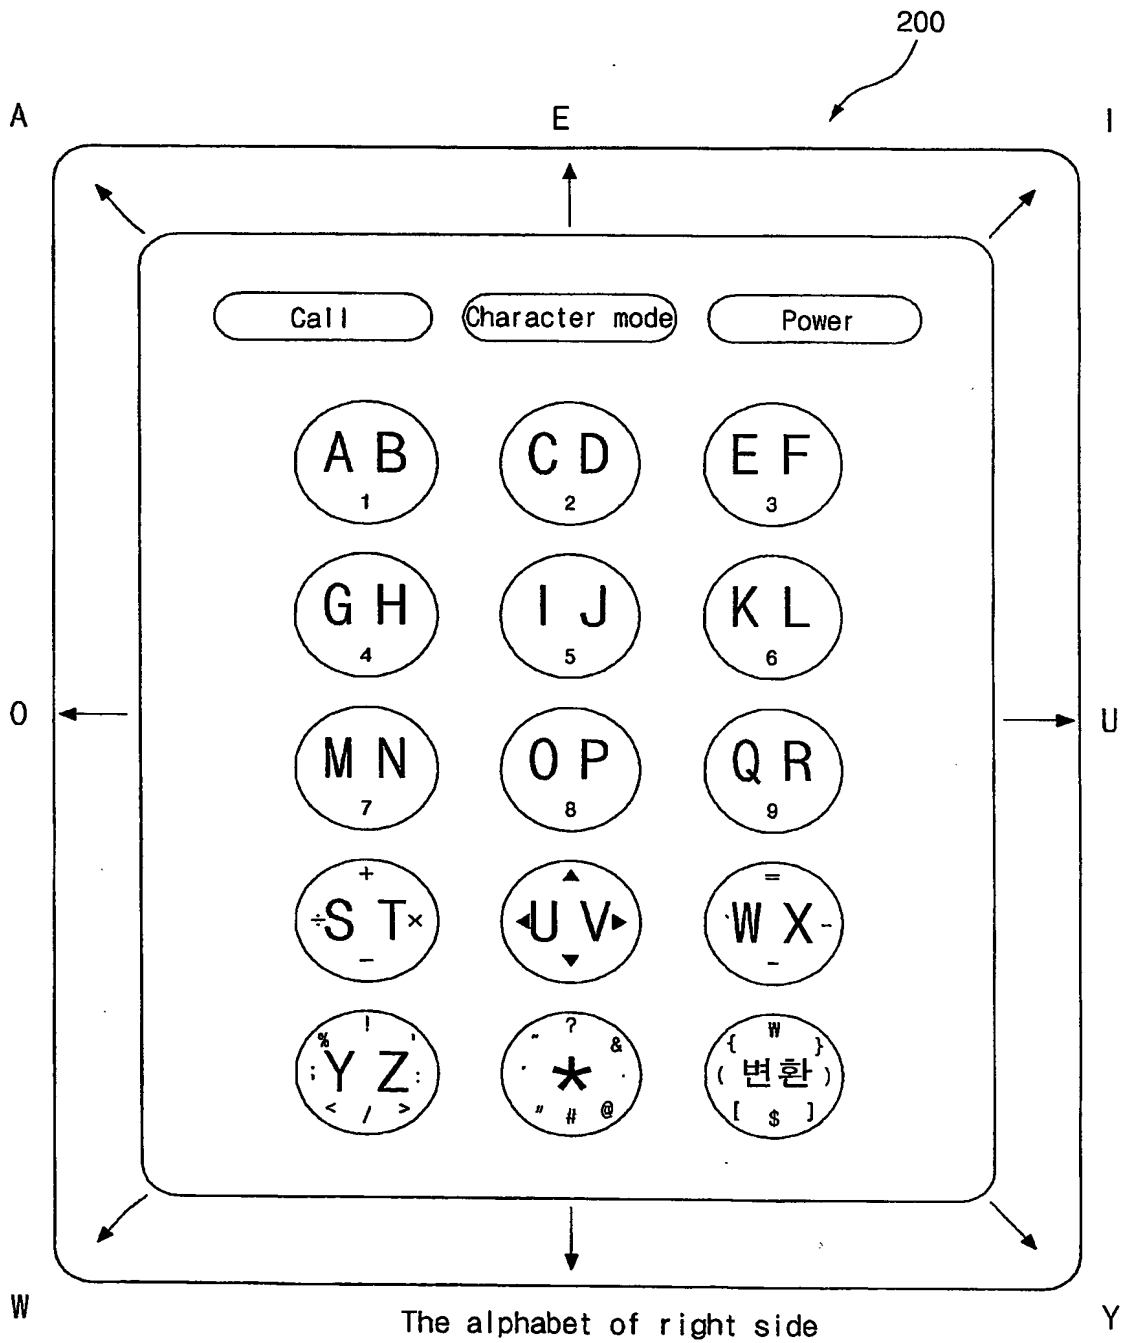 200
A E I
Call Character mode Power
A B C D E F
1 2 3
G H I J K L
4 5 6
O U
M N O P Q R
7 8 9
+ =
÷ S T × ◀ U V ▶ W X -
− ▲ ▼ -
! ? ₩
% ' ~ & { }
; Y Z : * ( 변환 )
< / > " # @ [ $ ]
W Y
The alphabet of right side